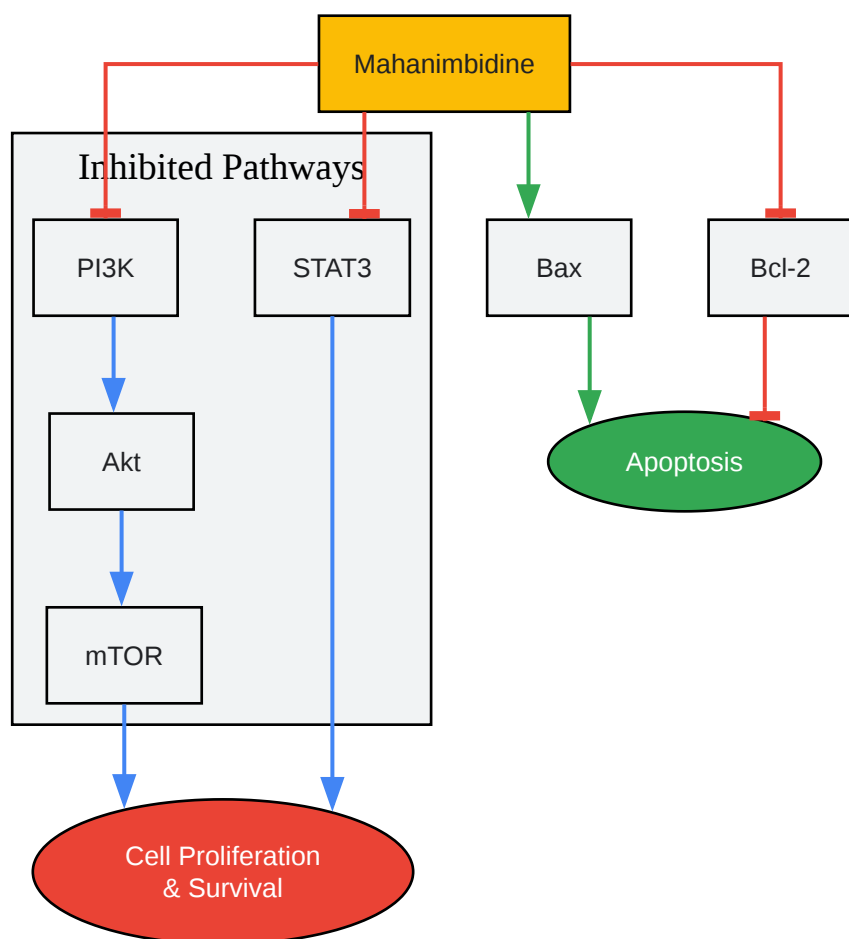 Mahanimbidine
Inhibited Pathways
PI3K
STAT3
Bax
Bcl-2
Akt
Apoptosis
mTOR
Cell Proliferation
& Survival